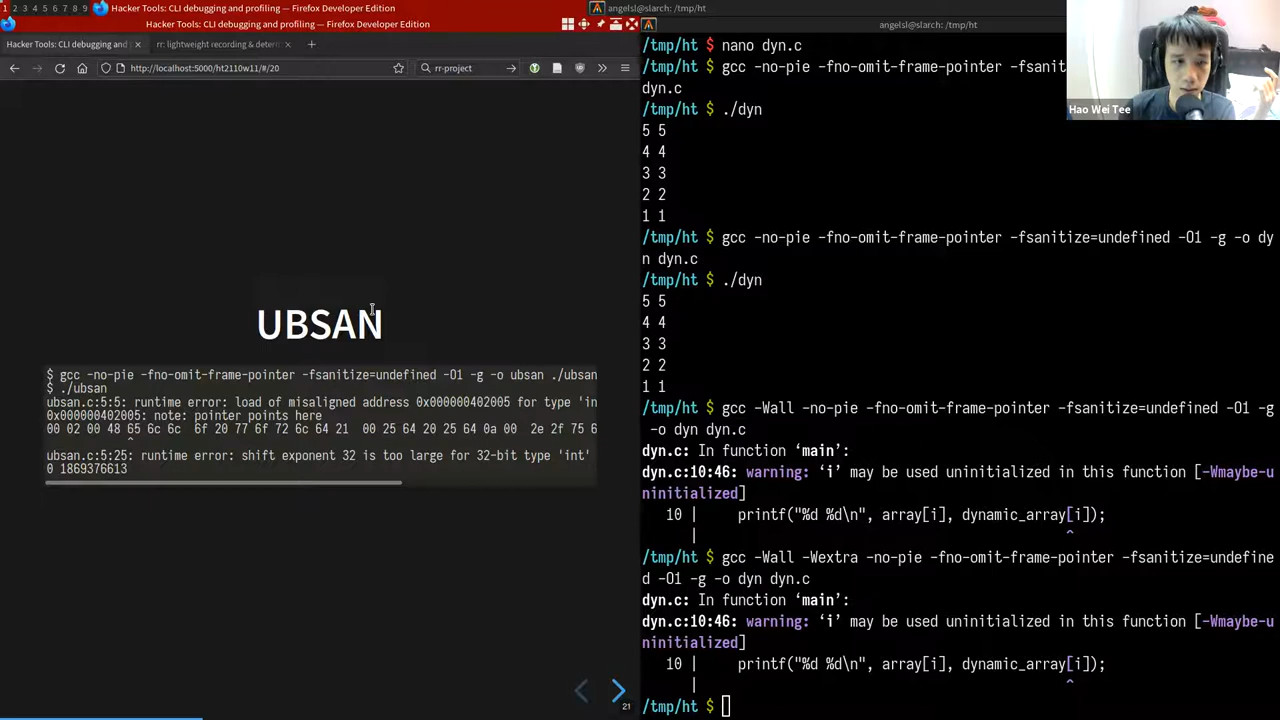 1 2 3 4 5 6 7 8 9 Hacker Tools: CLI debugging and profiling — Firefox Developer Edition
angelsl@slarch: /tmp/ht
Hacker Tools: CLI debugging and profiling — Firefox Developer Edition
angelsl@slarch: /tmp/ht
Hacker Tools: CLI debugging and
rr: lightweight recording & deter
http://localhost:5000/ht2110w11/#/20
rr-project
UBSAN
$ gcc -no-pie -fno-omit-frame-pointer -fsanitize=undefined -O1 -g -o ubsan ./ubsan
$ ./ubsan
ubsan.c:5:5: runtime error: load of misaligned address 0x000000402005 for type 'in
0x000000402005: note: pointer points here
00 02 00 48 65 6c 6c  6f 20 77 6f 72 6c 64 21  00 25 64 20 25 64 0a 00  2e 2f 75 6
^
ubsan.c:5:25: runtime error: shift exponent 32 is too large for 32-bit type 'int'
0 1869376613
21
/tmp/ht $ nano dyn.c
/tmp/ht $ gcc -no-pie -fno-omit-frame-pointer -fsanit
dyn.c
/tmp/ht $ ./dyn
5 5
4 4
3 3
2 2
1 1
/tmp/ht $ gcc -no-pie -fno-omit-frame-pointer -fsanitize=undefined -O1 -g -o dy
n dyn.c
/tmp/ht $ ./dyn
5 5
4 4
3 3
2 2
1 1
/tmp/ht $ gcc -Wall -no-pie -fno-omit-frame-pointer -fsanitize=undefined -O1 -g
-o dyn dyn.c
dyn.c: In function ‘main’:
dyn.c:10:46: warning: ‘i’ may be used uninitialized in this function [-Wmaybe-u
ninitialized]
10 |     printf("%d %d\n", array[i], dynamic_array[i]);
|                                              ^
/tmp/ht $ gcc -Wall -Wextra -no-pie -fno-omit-frame-pointer -fsanitize=undefine
d -O1 -g -o dyn dyn.c
dyn.c: In function ‘main’:
dyn.c:10:46: warning: ‘i’ may be used uninitialized in this function [-Wmaybe-u
ninitialized]
10 |     printf("%d %d\n", array[i], dynamic_array[i]);
|                                              ^
/tmp/ht $
Hao Wei Tee